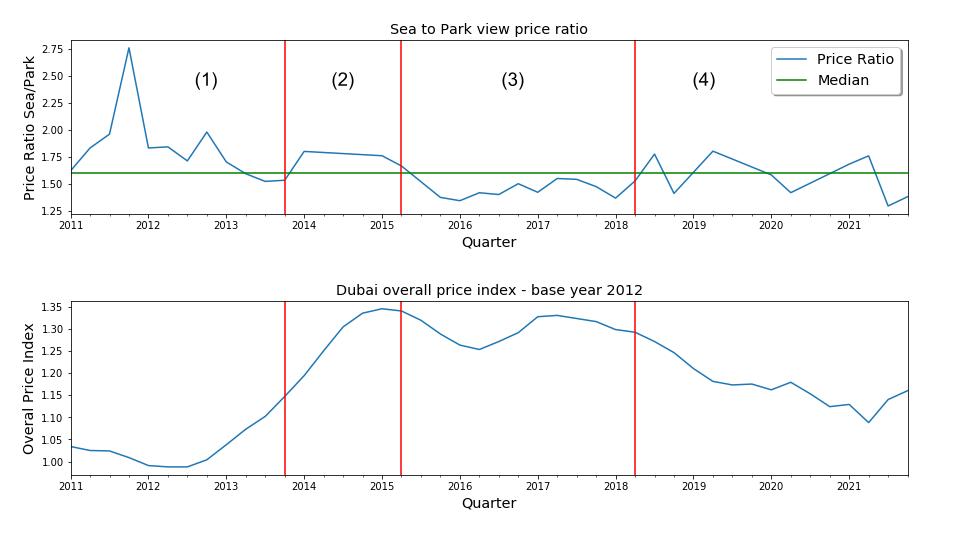 Sea to Park view price ratio
Price Ratio Sea/Park
2.75
2.50
2.25
2.00
1.75
1.50
1.25
(1) (2) (3) (4)
Price Ratio
Median
2011 2012 2013 2014 2015 2016 2017 2018 2019 2020 2021
Quarter
Dubai overall price index - base year 2012
Overal Price Index
1.35
1.30
1.25
1.20
1.15
1.10
1.05
1.00
2011 2012 2013 2014 2015 2016 2017 2018 2019 2020 2021
Quarter